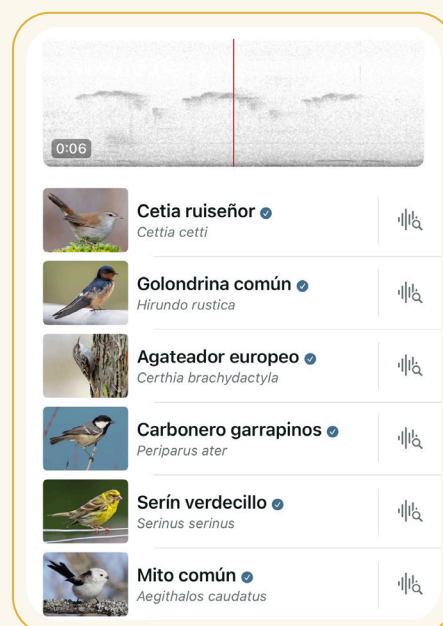 0:06
Cetia ruiseñor
Cettia cetti
Golondrina común
Hirundo rustica
Agateador europeo
Certhia brachydactyla
Carbonero garrapinos
Periparus ater
Serín verdecillo
Serinus serinus
Mito común
Aegithalos caudatus